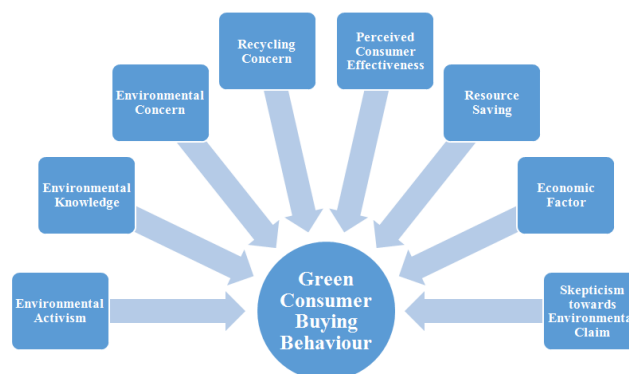 Recycling
Concern
Perceived
Consumer
Effectiveness
Environmental
Concern
Resource
Saving
Environmental
Knowledge
Economic
Factor
Environmental
Activism
Green
Consumer
Buying
Behaviour
Skepticism
towards
Environmental
Claim